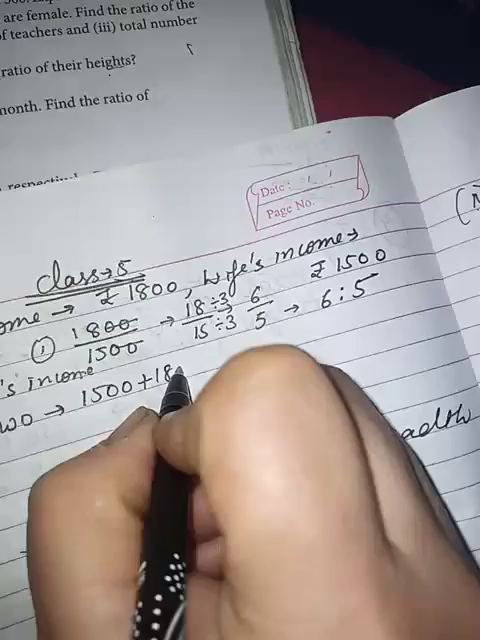 are female. Find the ratio of the
of teachers and (iii) total number
ratio of their heights?
month. Find the ratio of
Date :
Page No.
class → 5
ome → ₹ 1800, Wife's income →
₹ 1500
① 1800/1500 → 18÷3/15÷3 6/5 → 6:5
's income
wo → 1500+18